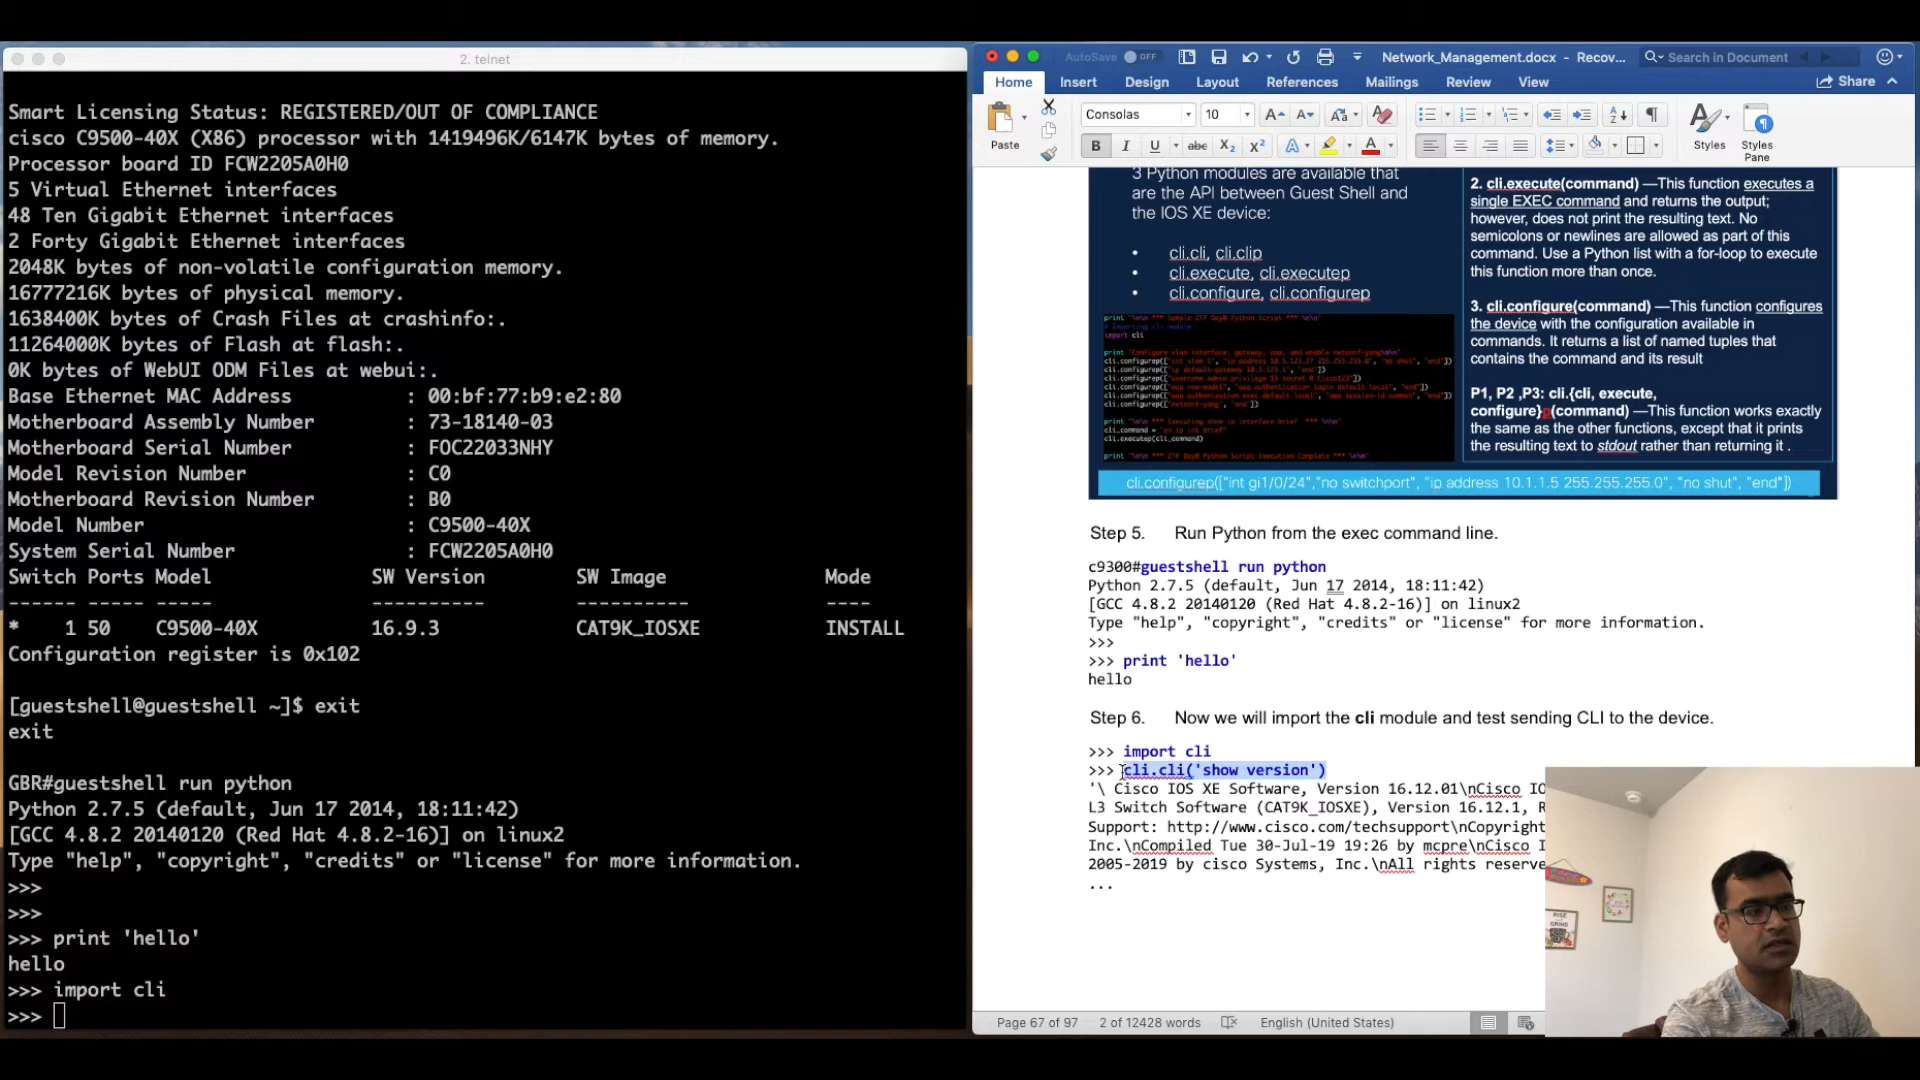 2. telnet
Smart Licensing Status: REGISTERED/OUT OF COMPLIANCE
cisco C9500-40X (X86) processor with 1419496K/6147K bytes of memory.
Processor board ID FCW2205A0H0
5 Virtual Ethernet interfaces
48 Ten Gigabit Ethernet interfaces
2 Forty Gigabit Ethernet interfaces
2048K bytes of non-volatile configuration memory.
16777216K bytes of physical memory.
1638400K bytes of Crash Files at crashinfo:.
11264000K bytes of Flash at flash:.
0K bytes of WebUI ODM Files at webui:.
Base Ethernet MAC Address : 00:bf:77:b9:e2:80
Motherboard Assembly Number : 73-18140-03
Motherboard Serial Number : FOC22033NHY
Model Revision Number : C0
Motherboard Revision Number : B0
Model Number : C9500-40X
System Serial Number : FCW2205A0H0
Switch Ports Model SW Version SW Image Mode
------ ----- ----- ---------- ---------- ----
* 1 50 C9500-40X 16.9.3 CAT9K_IOSXE INSTALL
Configuration register is 0x102
[guestshell@guestshell ~]$ exit
exit
GBR#guestshell run python
Python 2.7.5 (default, Jun 17 2014, 18:11:42)
[GCC 4.8.2 20140120 (Red Hat 4.8.2-16)] on linux2
Type "help", "copyright", "credits" or "license" for more information.
>>>
>>>
>>> print 'hello'
hello
>>> import cli
>>>
AutoSave OFF Network_Management.docx - Recov... Search in Document
Home Insert Design Layout References Mailings Review View Share
Paste Consolas 10 Styles Styles Pane
3 Python modules are available that
are the API between Guest Shell and
the IOS XE device:
• cli.cli, cli.clip
• cli.execute, cli.executep
• cli.configure, cli.configurep
print "\n\n *** Sample ZTP Day0 Python Script *** \n\n"
# Importing cli module
import cli
2. cli.execute(command) —This function executes a
single EXEC command and returns the output;
however, does not print the resulting text. No
semicolons or newlines are allowed as part of this
command. Use a Python list with a for-loop to execute
this function more than once.
3. cli.configure(command) —This function configures
the device with the configuration available in
commands. It returns a list of named tuples that
contains the command and its result
P1, P2 ,P3: cli.{cli, execute,
configure}p(command) —This function works exactly
the same as the other functions, except that it prints
the resulting text to stdout rather than returning it .
cli.configurep(["int gi1/0/24","no switchport", "ip address 10.1.1.5 255.255.255.0", "no shut", "end"])
Step 5. Run Python from the exec command line.
c9300#guestshell run python
Python 2.7.5 (default, Jun 17 2014, 18:11:42)
[GCC 4.8.2 20140120 (Red Hat 4.8.2-16)] on linux2
Type "help", "copyright", "credits" or "license" for more information.
>>>
>>> print 'hello'
hello
Step 6. Now we will import the cli module and test sending CLI to the device.
>>> import cli
>>> cli.cli('show version')
'\ Cisco IOS XE Software, Version 16.12.01\nCisco IO
L3 Switch Software (CAT9K_IOSXE), Version 16.12.1, R
Support: http://www.cisco.com/techsupport\nCopyright
Inc.\nCompiled Tue 30-Jul-19 19:26 by mcpre\nCisco I
2005-2019 by cisco Systems, Inc.\nAll rights reserve
...
Page 67 of 97 2 of 12428 words English (United States)